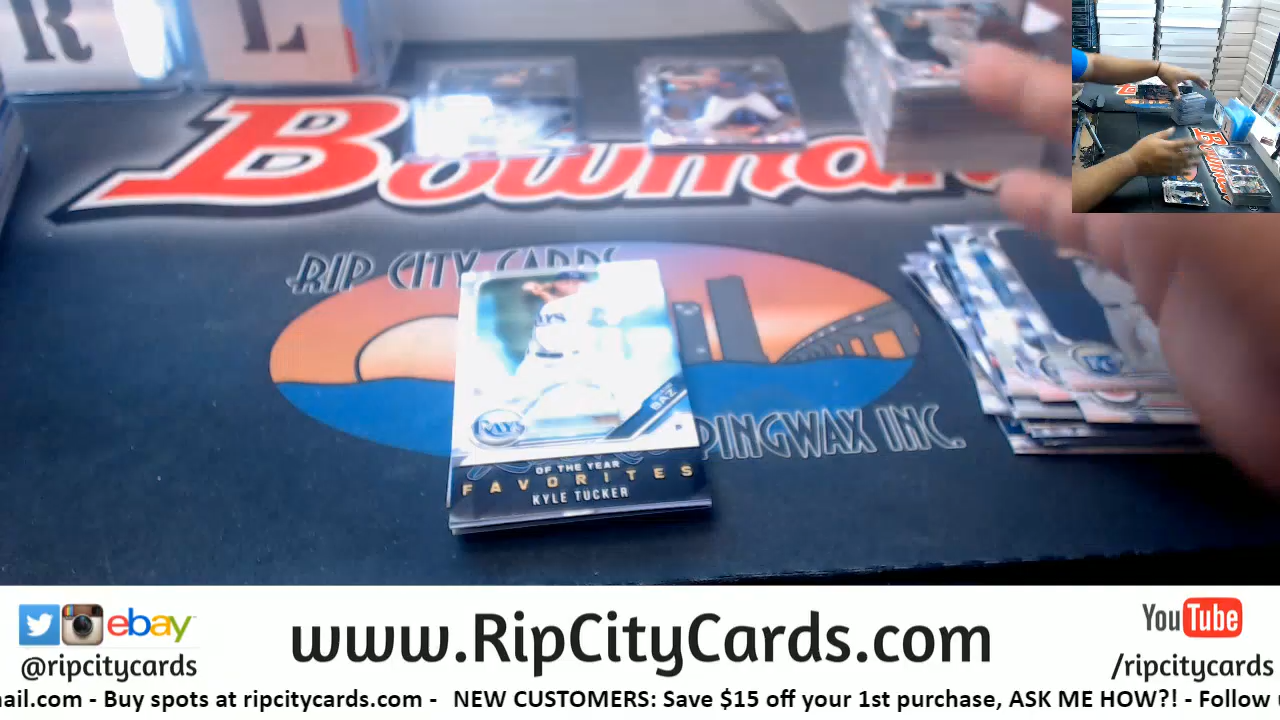 R L
Bowman
RIP CITY CARDS
RAYS
BAZ
OF THE YEAR
FAVORITES
KYLE TUCKER
PINGWAX INC.
ebay
www.RipCityCards.com
YouTube
@ripcitycards
/ripcitycards
ail.com - Buy spots at ripcitycards.com - NEW CUSTOMERS: Save $15 off your 1st purchase, ASK ME HOW?! - Follow